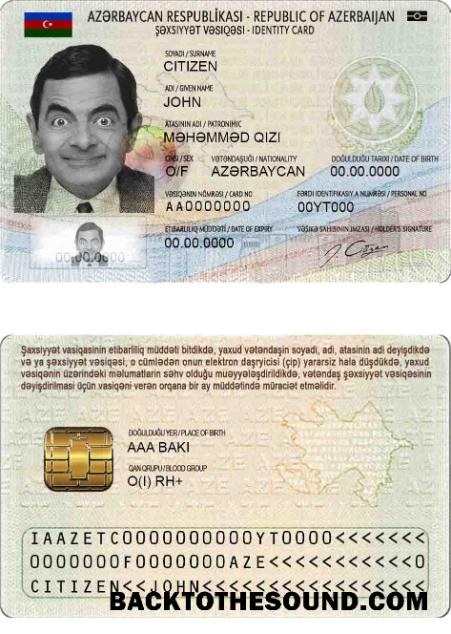 AZƏRBAYCAN RESPUBLİKASI - REPUBLIC OF AZERBAIJAN
ŞƏXSİYYƏT VƏSİQƏSİ - IDENTITY CARD
SOYADI / SURNAME
CITIZEN
ADI / GIVEN NAME
JOHN
ATASININ ADI / PATRONIMIC
MƏHƏMMƏD QIZI
CİNSİ / SEX VƏTƏNDAŞLIĞI / NATIONALITY DOĞULDUĞU TARİXİ / DATE OF BIRTH
Q/F AZƏRBAYCAN 00.00.0000
VƏSİQƏNİN NÖMRƏSİ / CARD NO FƏRDİ İDENTİFİKASİYA NÖMRƏSİ / PERSONAL NO
AA0000000 00YT000
ETİBARLILIQ MÜDDƏTİ / DATE OF EXPIRY VƏSİQƏ SAHİBİNİN İMZASI / HOLDER'S SIGNATURE
00.00.0000
00.00.0000
Şəxsiyyət vəsiqəsinin etibarlılıq müddəti bitdikdə, yaxud vətəndaşın soyadı, adı, atasının adı dəyişdikdə
və ya şəxsiyyət vəsiqəsi, o cümlədən onun elektron daşıyıcısı (çip) yararsız hala düşdükdə, yaxud
vəsiqənin üzərindəki məlumatların səhv olduğu müəyyələşdirildikdə, vətəndaş şəxsiyyət vəsiqəsinin
dəyişdirilməsi üçün vəsiqəni verən orqana bir ay müddətində müraciət etməlidir.
DOĞULDUĞU YER / PLACE OF BIRTH
AAA BAKI
QAN QRUPU / BLOOD GROUP
O(I) RH+
IAAZETC0000000000YT0000<<<<<<<
0000000F0000000AZE<<<<<<<<<<<0
CITIZEN<<JOHN<<<<<<<<<<<<<<<<<
BACKTOTHESOUND.COM